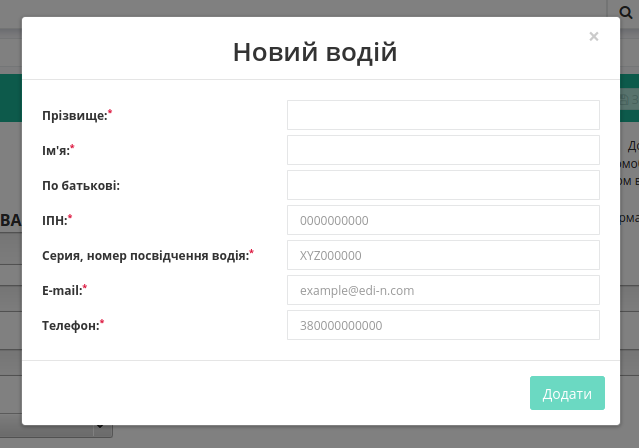 Новий водій
×
Прізвище:*
Ім'я:*
По батькові:
ІПН:* 0000000000
Серия, номер посвідчення водія:* XYZ000000
E-mail:* example@edi-n.com
Телефон:* 380000000000
Додати